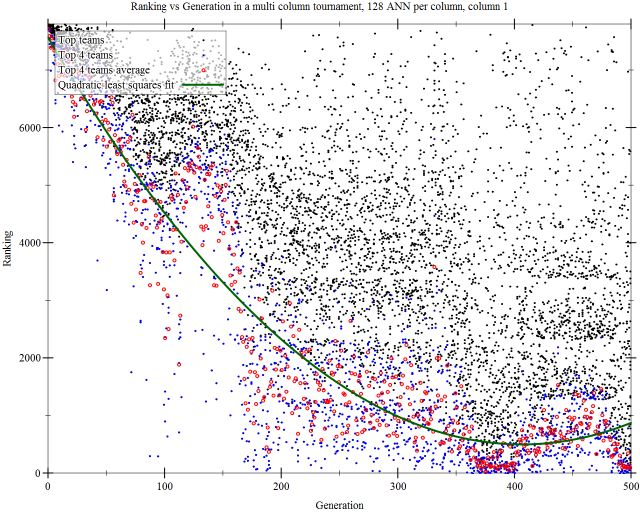 Ranking vs Generation in a multi column tournament, 128 ANN per column, column 1
Top teams
Top 4 teams
Top 4 teams average
Quadratic least squares fit
6000
4000
2000
0
Ranking
0
100
200
300
400
500
Generation